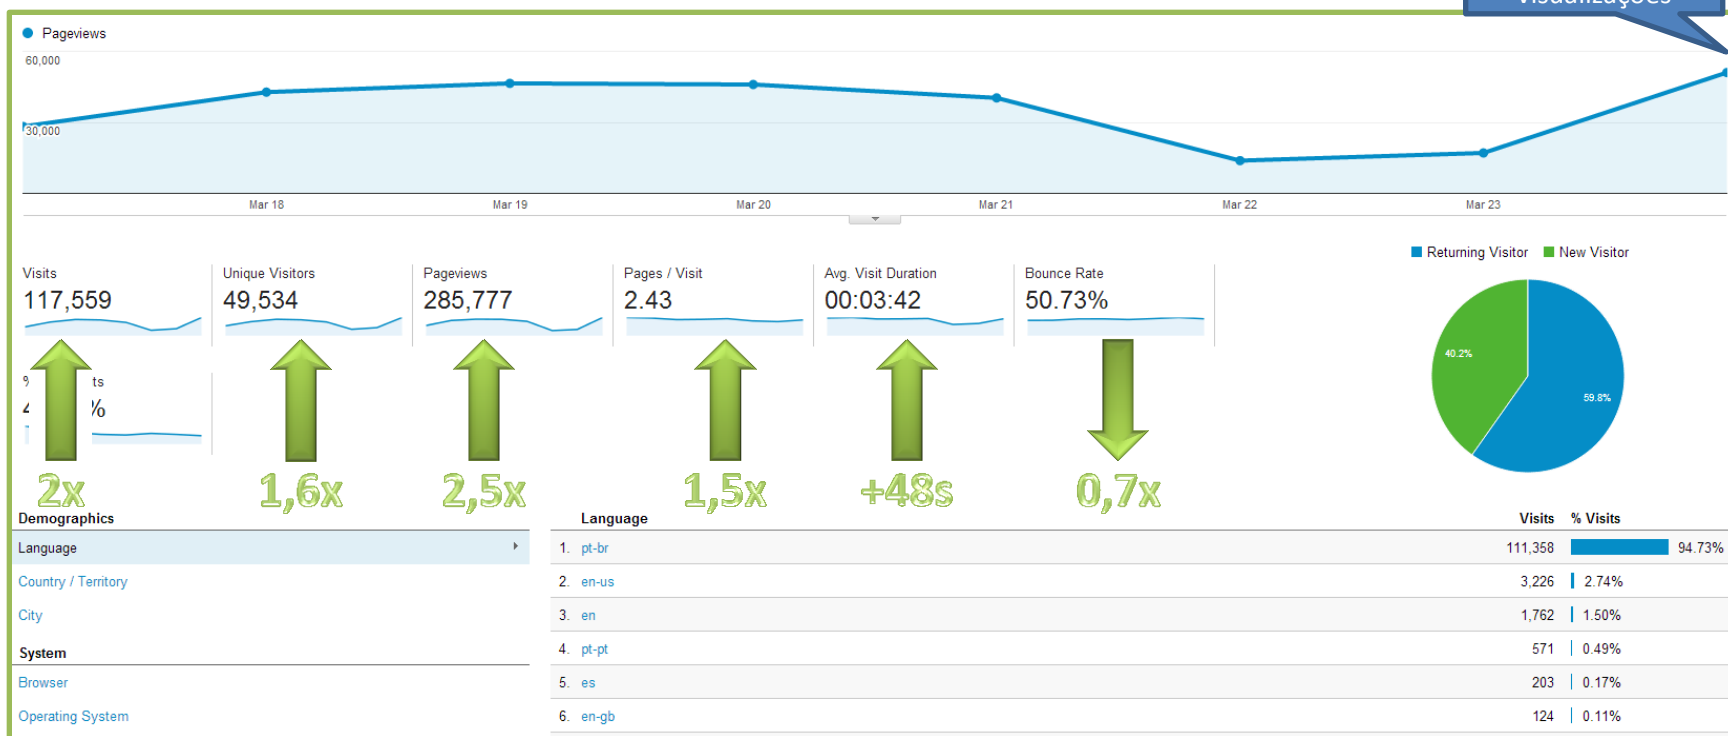 Visualizações
Pageviews
60,000
30,000
Mar 18 Mar 19 Mar 20 Mar 21 Mar 22 Mar 23
Returning Visitor New Visitor
Visits Unique Visitors Pageviews Pages / Visit Avg. Visit Duration Bounce Rate
117,559 49,534 285,777 2.43 00:03:42 50.73%
40.2%
59.8%
% ts
%
2x 1,6x 2,5x 1,5x +48s 0,7x
Demographics
Language
Country / Territory
City
System
Browser
Operating System
Language Visits % Visits
1. pt-br 111,358 94.73%
2. en-us 3,226 2.74%
3. en 1,762 1.50%
4. pt-pt 571 0.49%
5. es 203 0.17%
6. en-gb 124 0.11%